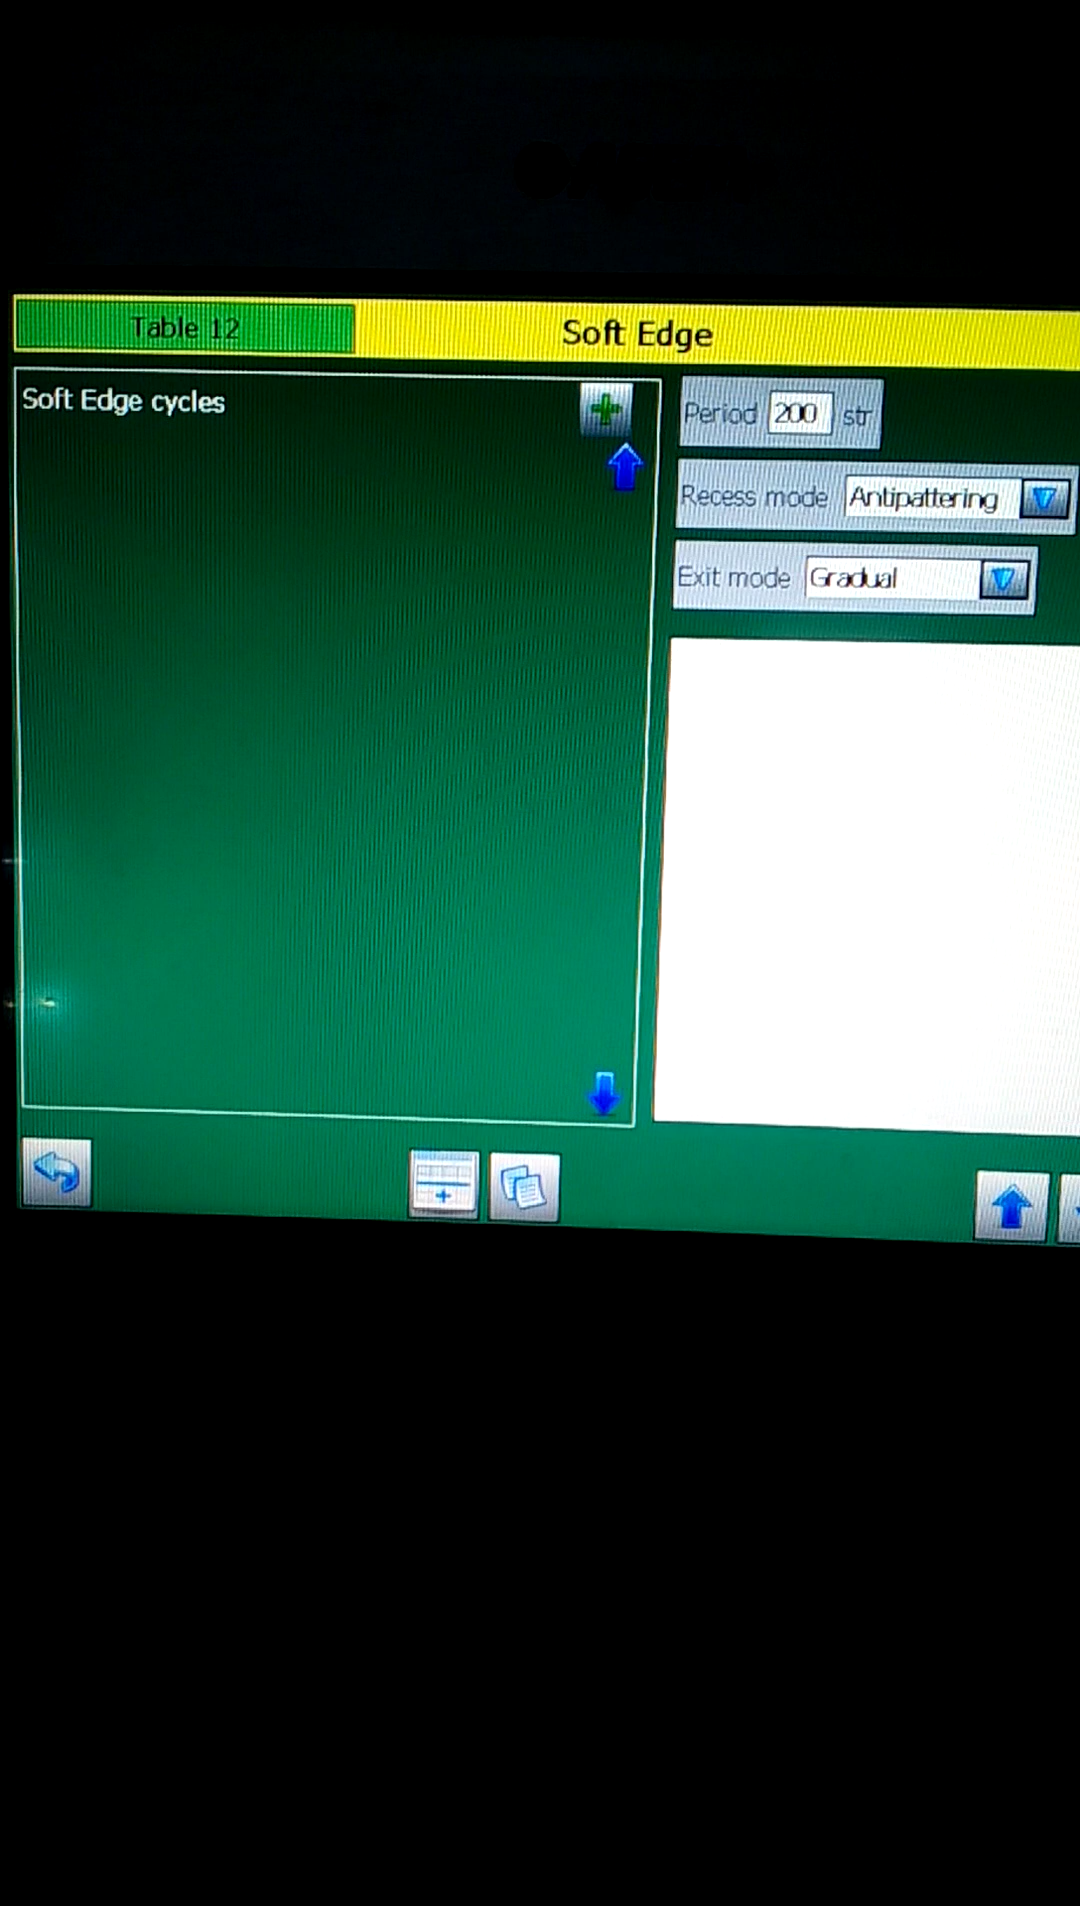 Table 12
Soft Edge
Soft Edge cycles
Period 200 str
Recess mode Antipattering
Exit mode Gradual